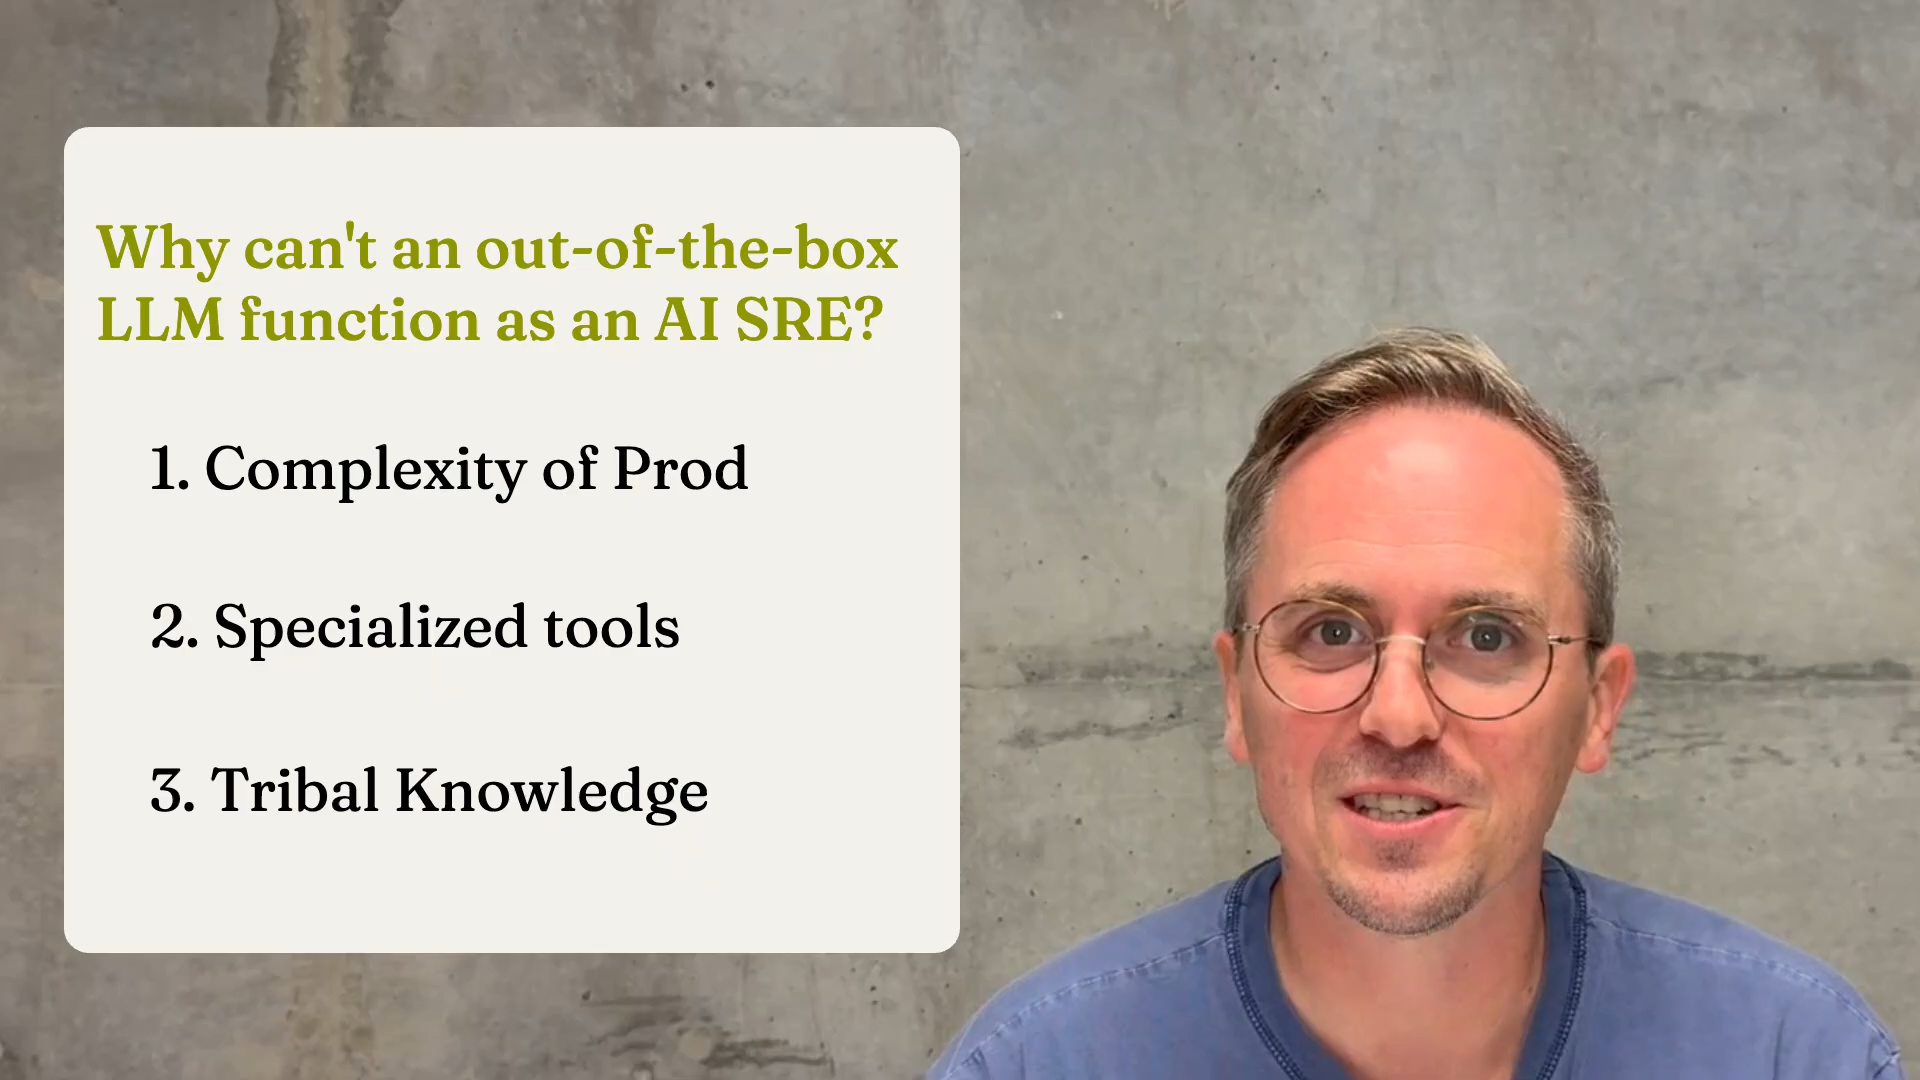 Why can't an out-of-the-box
LLM function as an AI SRE?
1. Complexity of Prod
2. Specialized tools
3. Tribal Knowledge